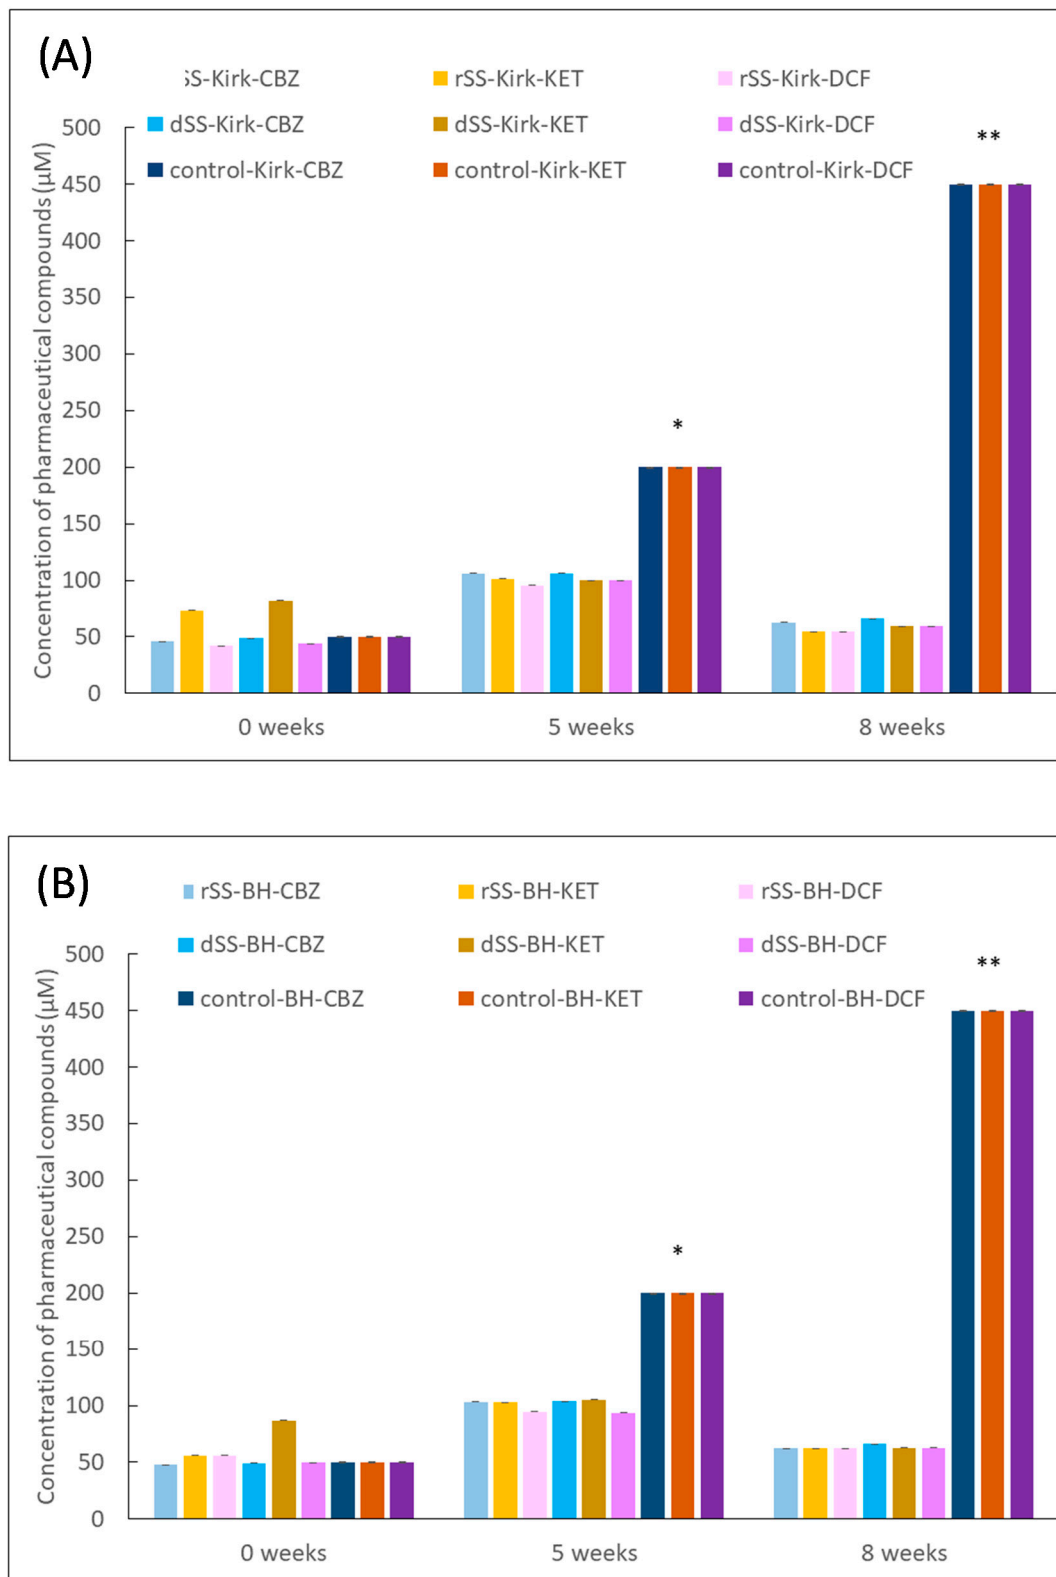 (A)
SS-Kirk-CBZ rSS-Kirk-KET rSS-Kirk-DCF
dSS-Kirk-CBZ dSS-Kirk-KET dSS-Kirk-DCF
control-Kirk-CBZ control-Kirk-KET control-Kirk-DCF
Concentration of pharmaceutical compounds (µM)
500
450
400
350
300
250
200
150
100
50
0
**
*
0 weeks 5 weeks 8 weeks
(B)
rSS-BH-CBZ rSS-BH-KET rSS-BH-DCF
dSS-BH-CBZ dSS-BH-KET dSS-BH-DCF
control-BH-CBZ control-BH-KET control-BH-DCF
Concentration of pharmaceutical compounds (µM)
500
450
400
350
300
250
200
150
100
50
0
**
*
0 weeks 5 weeks 8 weeks